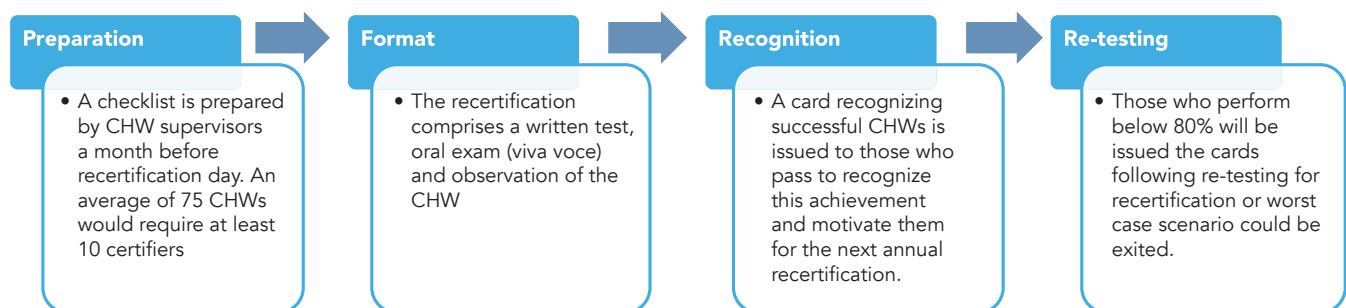 Preparation
• A checklist is prepared
by CHW supervisors
a month before
recertification day. An
average of 75 CHWs
would require at least
10 certifiers
Format
• The recertification
comprises a written test,
oral exam (viva voce)
and observation of the
CHW
Recognition
• A card recognizing
successful CHWs is
issued to those who
pass to recognize
this achievement
and motivate them
for the next annual
recertification.
Re-testing
• Those who perform
below 80% will be
issued the cards
following re-testing for
recertification or worst
case scenario could be
exited.